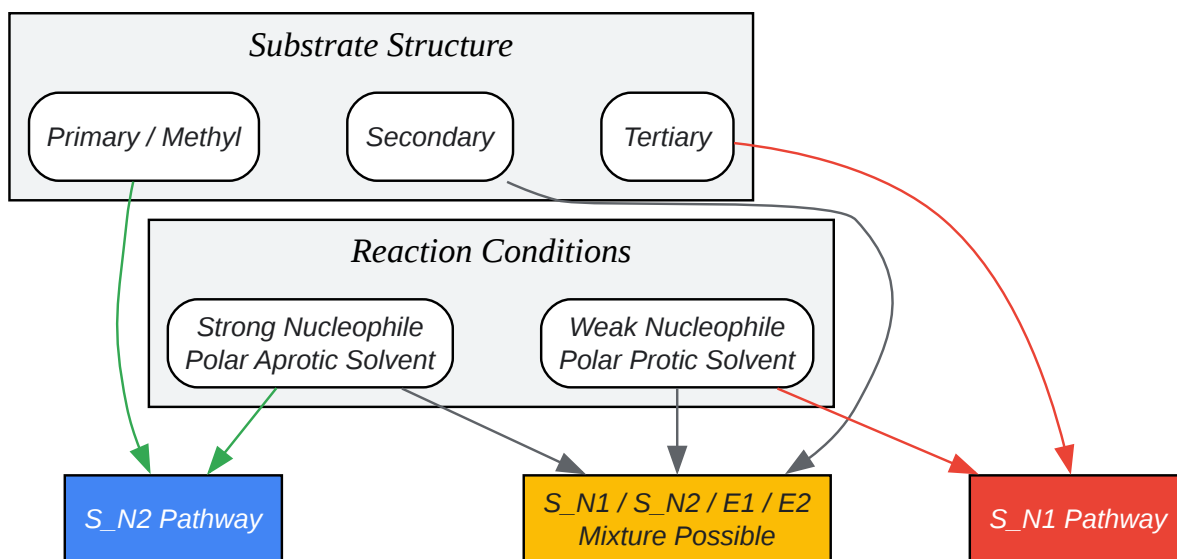 Substrate Structure
Primary / Methyl
Secondary
Tertiary
Reaction Conditions
Strong Nucleophile
Polar Aprotic Solvent
Weak Nucleophile
Polar Protic Solvent
S_N2 Pathway
S_N1 / S_N2 / E1 / E2
Mixture Possible
S_N1 Pathway